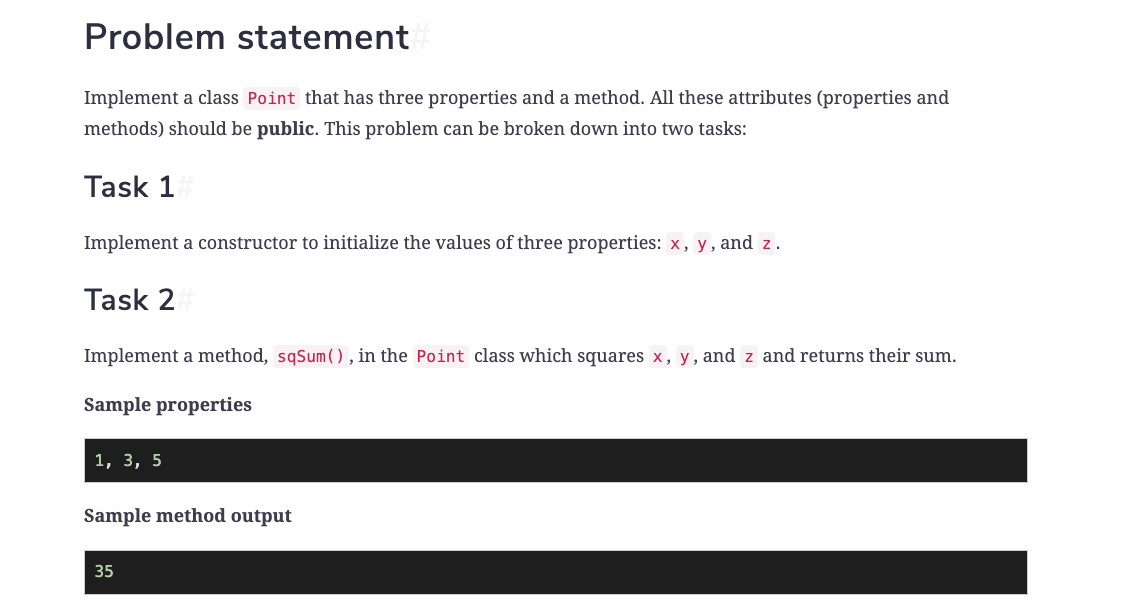 Problem statement#
Implement a class Point that has three properties and a method. All these attributes (properties and
methods) should be public. This problem can be broken down into two tasks:
Task 1#
Implement a constructor to initialize the values of three properties: x, y, and z.
Task 2#
Implement a method, sqSum(), in the Point class which squares x, y, and z and returns their sum.
Sample properties
1, 3, 5
Sample method output
35